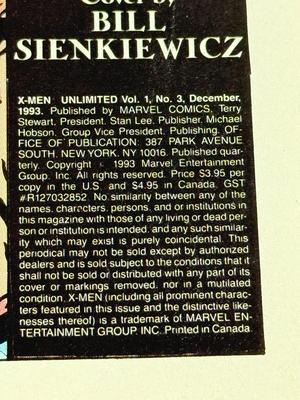 Cover by
BILL
SIENKIEWICZ
X-MEN UNLIMITED Vol. 1, No. 3, December,
1993. Published by MARVEL COMICS, Terry
Stewart, President. Stan Lee, Publisher. Michael
Hobson, Group Vice President, Publishing. OF-
FICE OF PUBLICATION: 387 PARK AVENUE
SOUTH, NEW YORK, NY 10016. Published quar-
terly. Copyright © 1993 Marvel Entertainment
Group, Inc. All rights reserved. Price $3.95 per
copy in the U.S. and $4.95 in Canada. GST
#R127032852. No similarity between any of the
names, characters, persons, and or institutions in
this magazine with those of any living or dead per-
son or institution is intended, and any such similar-
ity which may exist is purely coincidental. This
periodical may not be sold except by authorized
dealers and is sold subject to the conditions that it
shall not be sold or distributed with any part of its
cover or markings removed, nor in a mutilated
condition. X-MEN (including all prominent charac-
ters featured in this issue and the distinctive like-
nesses thereof) is a trademark of MARVEL EN-
TERTAINMENT GROUP, INC. Printed in Canada